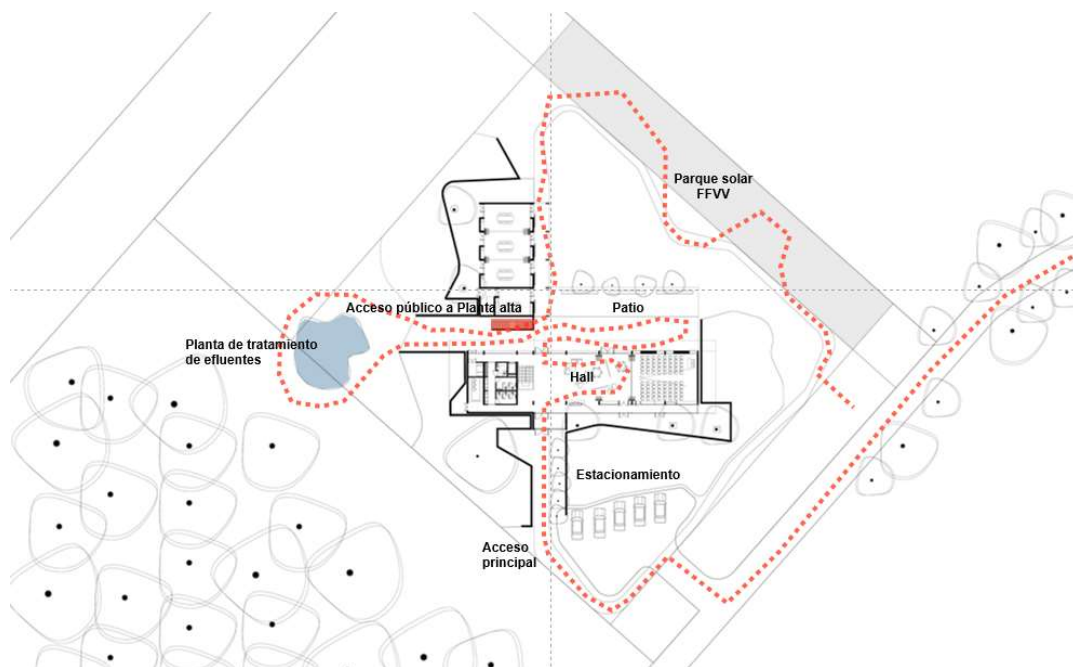 Parque solar
FFVV
Acceso público a Planta alta
Patio
Planta de tratamiento
de efluentes
Hall
Estacionamiento
Acceso
principal